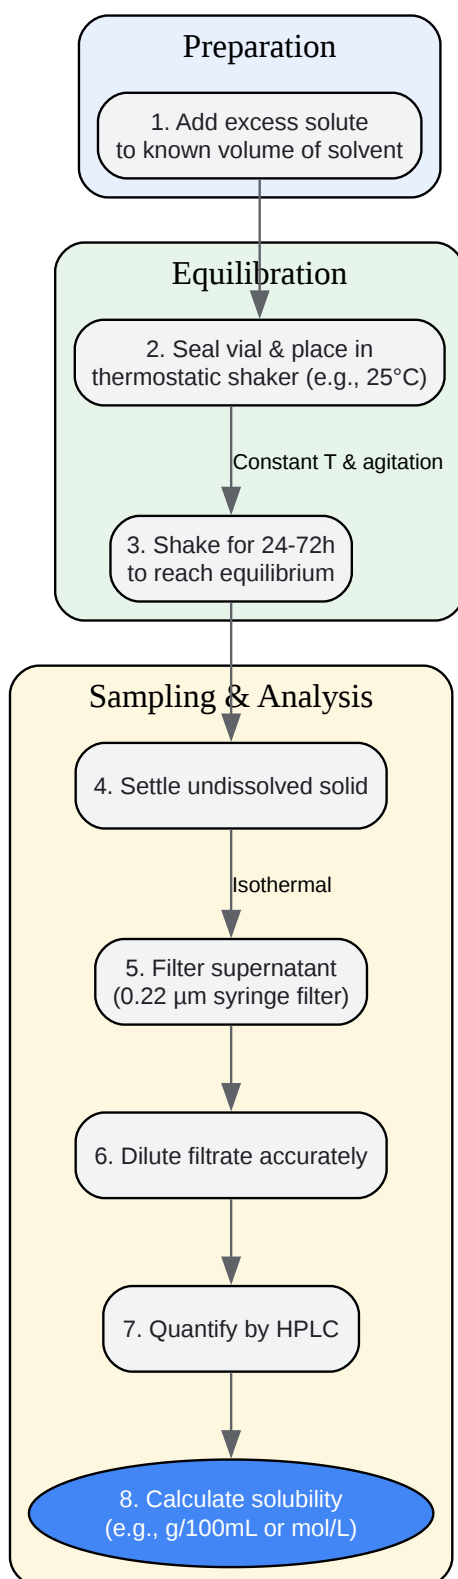 Preparation
1. Add excess solute
to known volume of solvent
Equilibration
2. Seal vial & place in
thermostatic shaker (e.g., 25°C)
Constant T & agitation
3. Shake for 24-72h
to reach equilibrium
Sampling & Analysis
4. Settle undissolved solid
Isothermal
5. Filter supernatant
(0.22 µm syringe filter)
6. Dilute filtrate accurately
7. Quantify by HPLC
8. Calculate solubility
(e.g., g/100mL or mol/L)